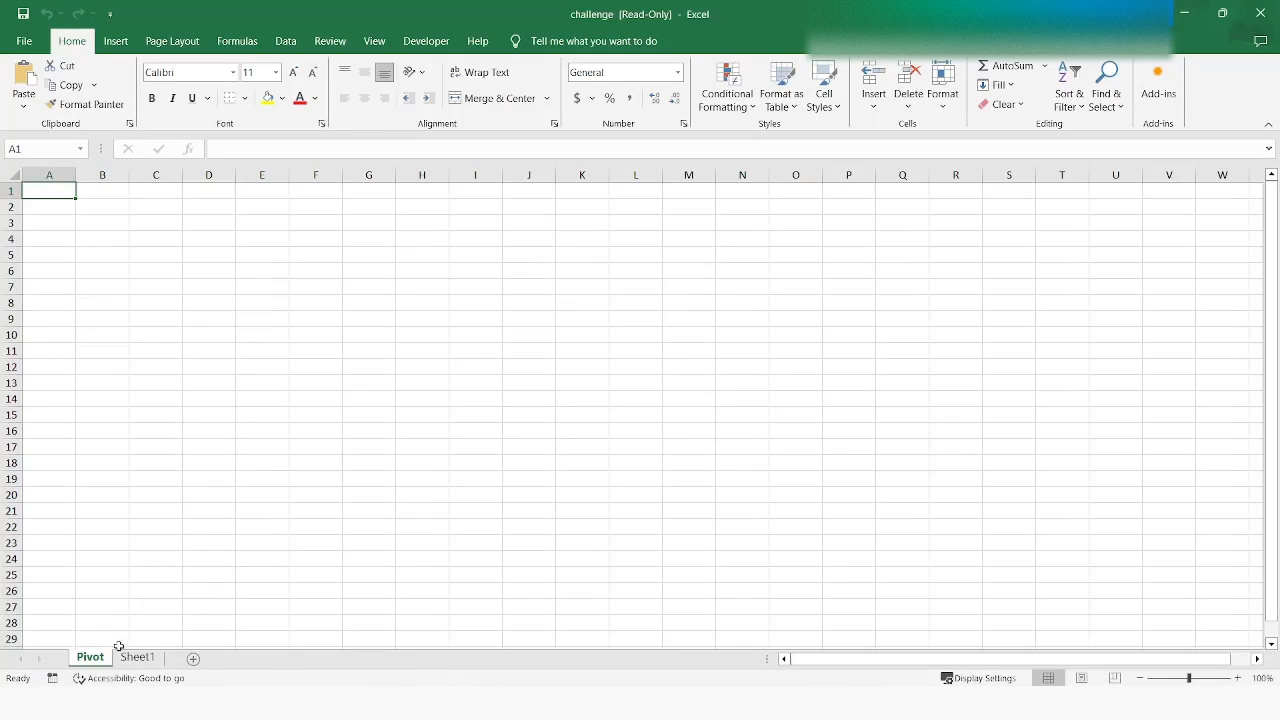 challenge [Read-Only] - Excel
File Home Insert Page Layout Formulas Data Review View Developer Help Tell me what you want to do
Paste
Cut
Copy
Format Painter
Clipboard
Calibri 11 A A
B I U A
Font
Wrap Text
Merge & Center
Alignment
General
$ % ,
Number
Conditional Formatting
Format as Table
Cell Styles
Styles
Insert Delete Format
Cells
AutoSum
Fill
Clear
Sort & Filter
Find & Select
Editing
Add-ins
Add-ins
A1 fx
A B C D E F G H I J K L M N O P Q R S T U V W
1
2
3
4
5
6
7
8
9
10
11
12
13
14
15
16
17
18
19
20
21
22
23
24
25
26
27
28
29
Pivot Sheet1
Ready Accessibility: Good to go Display Settings 100%